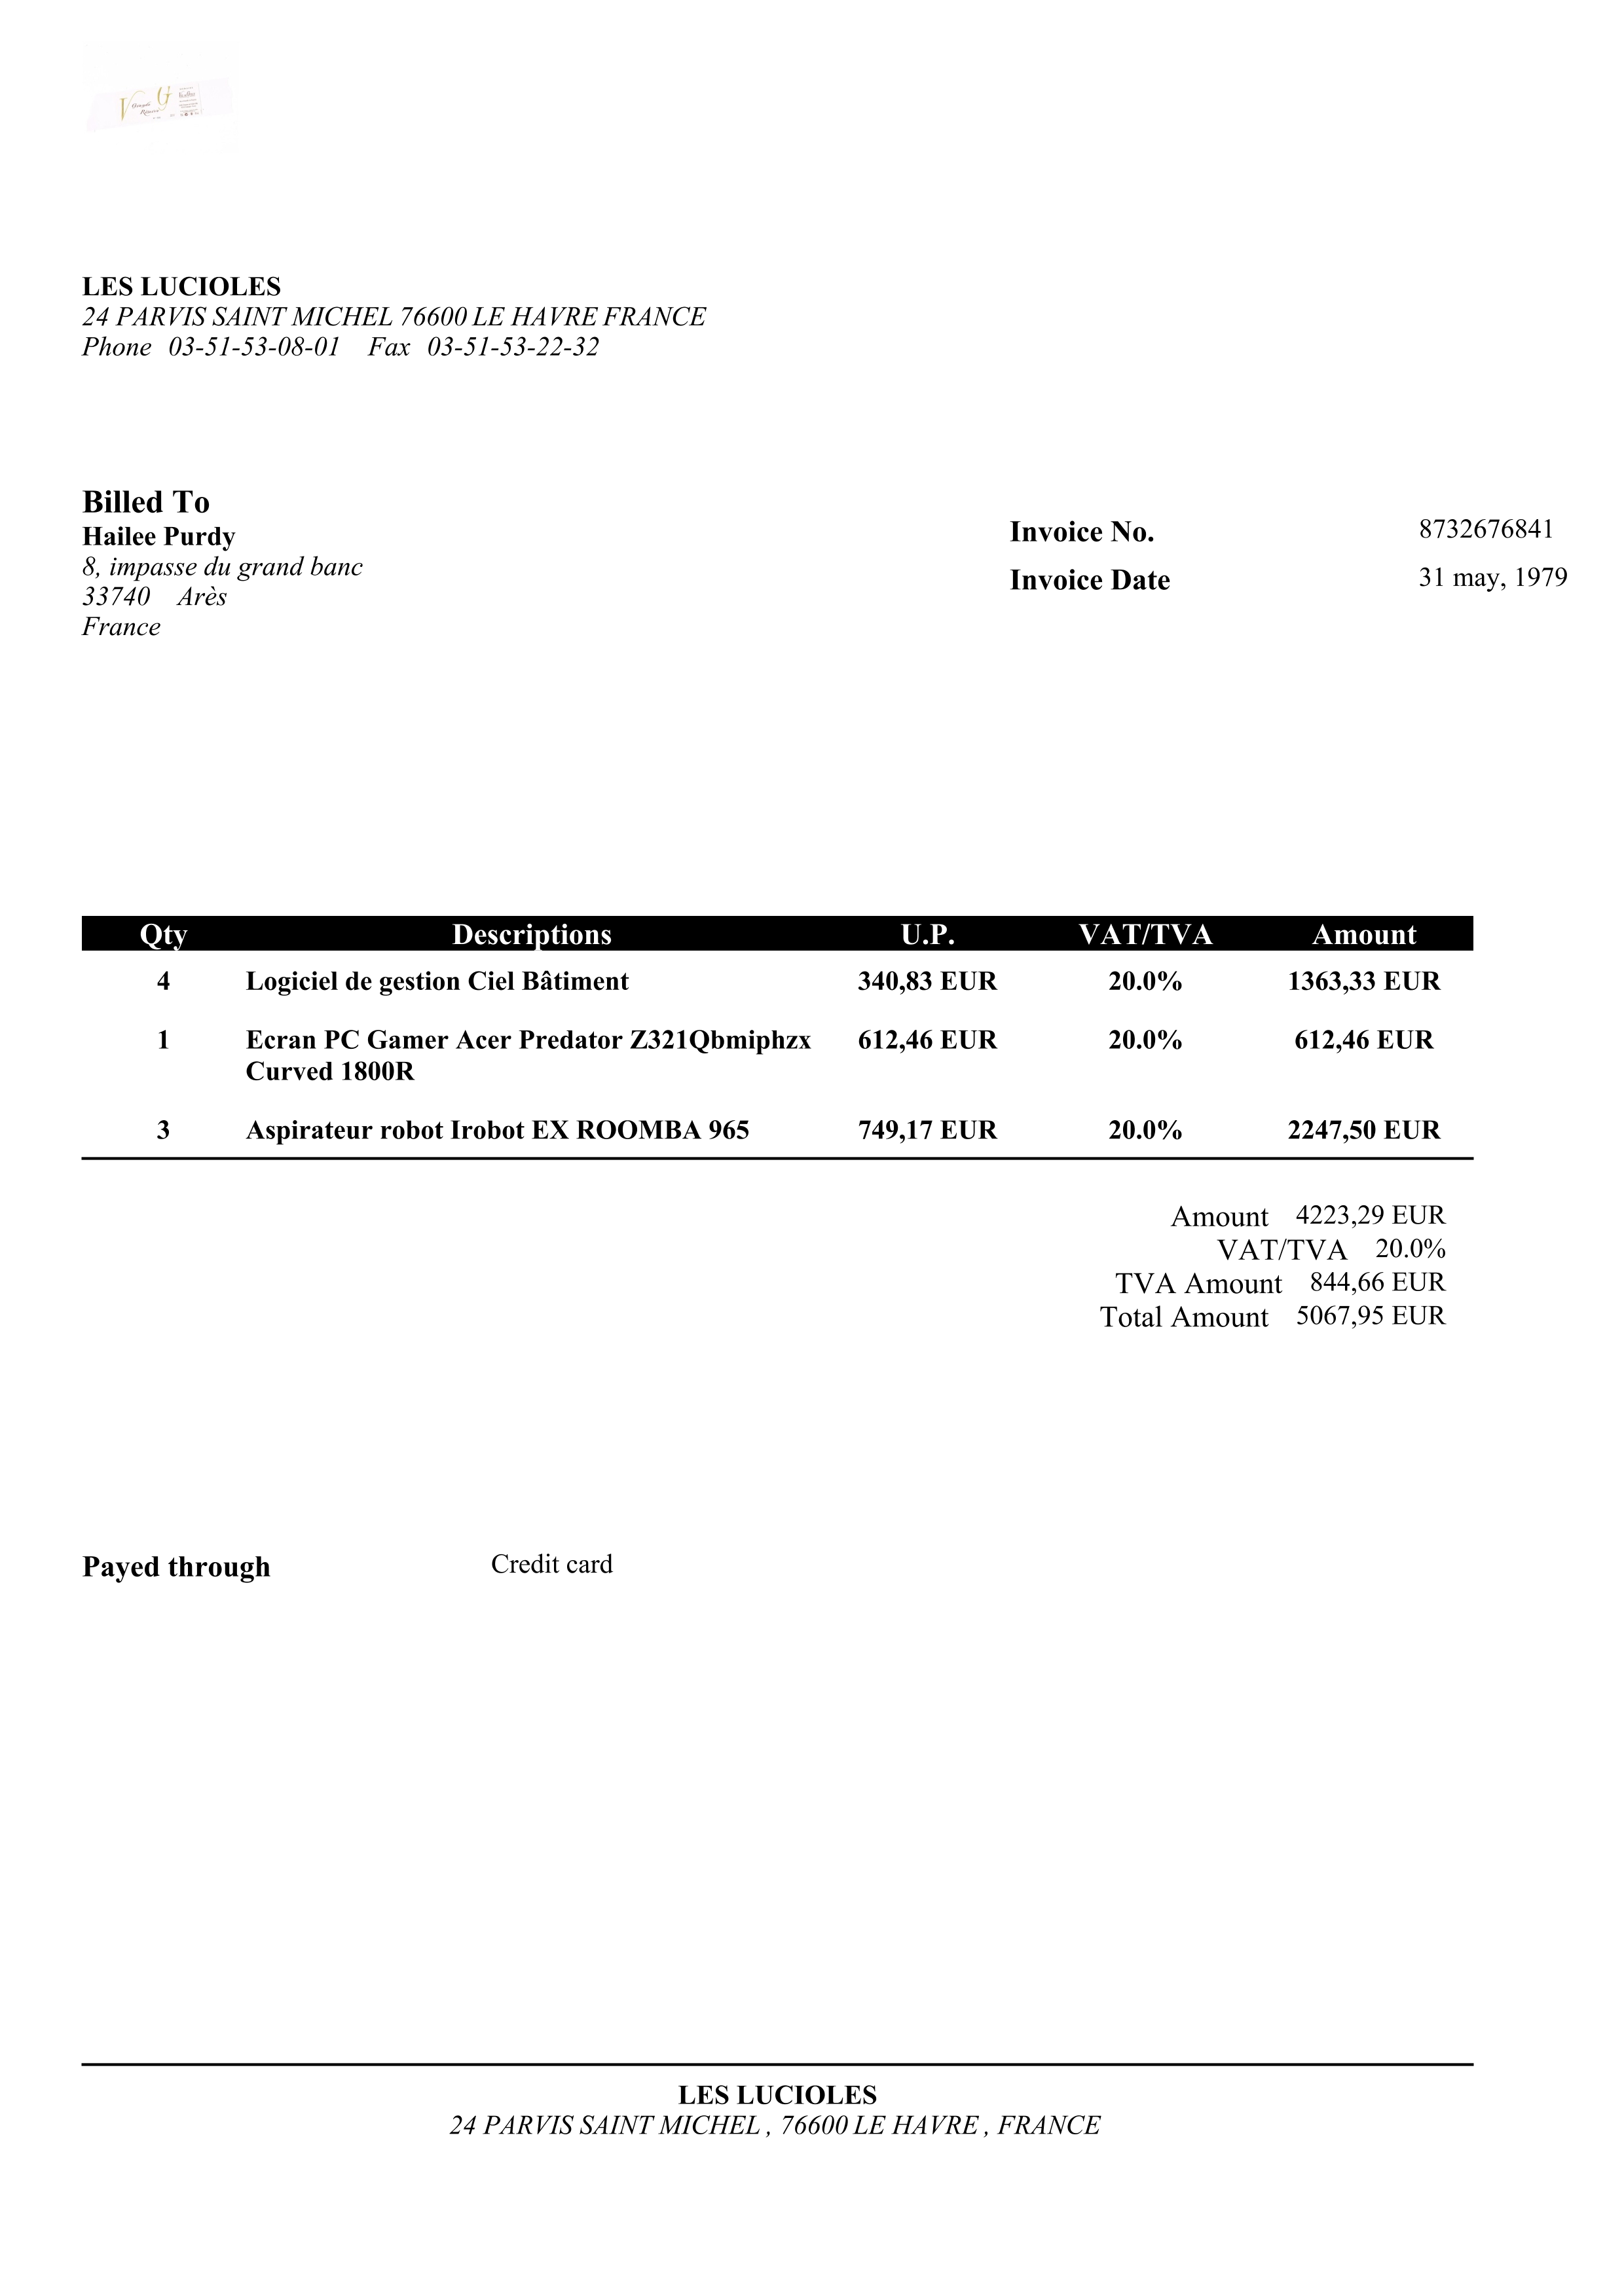 V G
LES LUCIOLES
24 PARVIS SAINT MICHEL 76600 LE HAVRE FRANCE
Phone 03-51-53-08-01 Fax 03-51-53-22-32
Billed To
Hailee Purdy
8, impasse du grand banc
33740 Arès
France
Invoice No. 8732676841
Invoice Date 31 may, 1979
Qty Descriptions U.P. VAT/TVA Amount
4 Logiciel de gestion Ciel Bâtiment 340,83 EUR 20.0% 1363,33 EUR
1 Ecran PC Gamer Acer Predator Z321Qbmiphzx 612,46 EUR 20.0% 612,46 EUR
Curved 1800R
3 Aspirateur robot Irobot EX ROOMBA 965 749,17 EUR 20.0% 2247,50 EUR
Amount 4223,29 EUR
VAT/TVA 20.0%
TVA Amount 844,66 EUR
Total Amount 5067,95 EUR
Payed through Credit card
LES LUCIOLES
24 PARVIS SAINT MICHEL , 76600 LE HAVRE , FRANCE